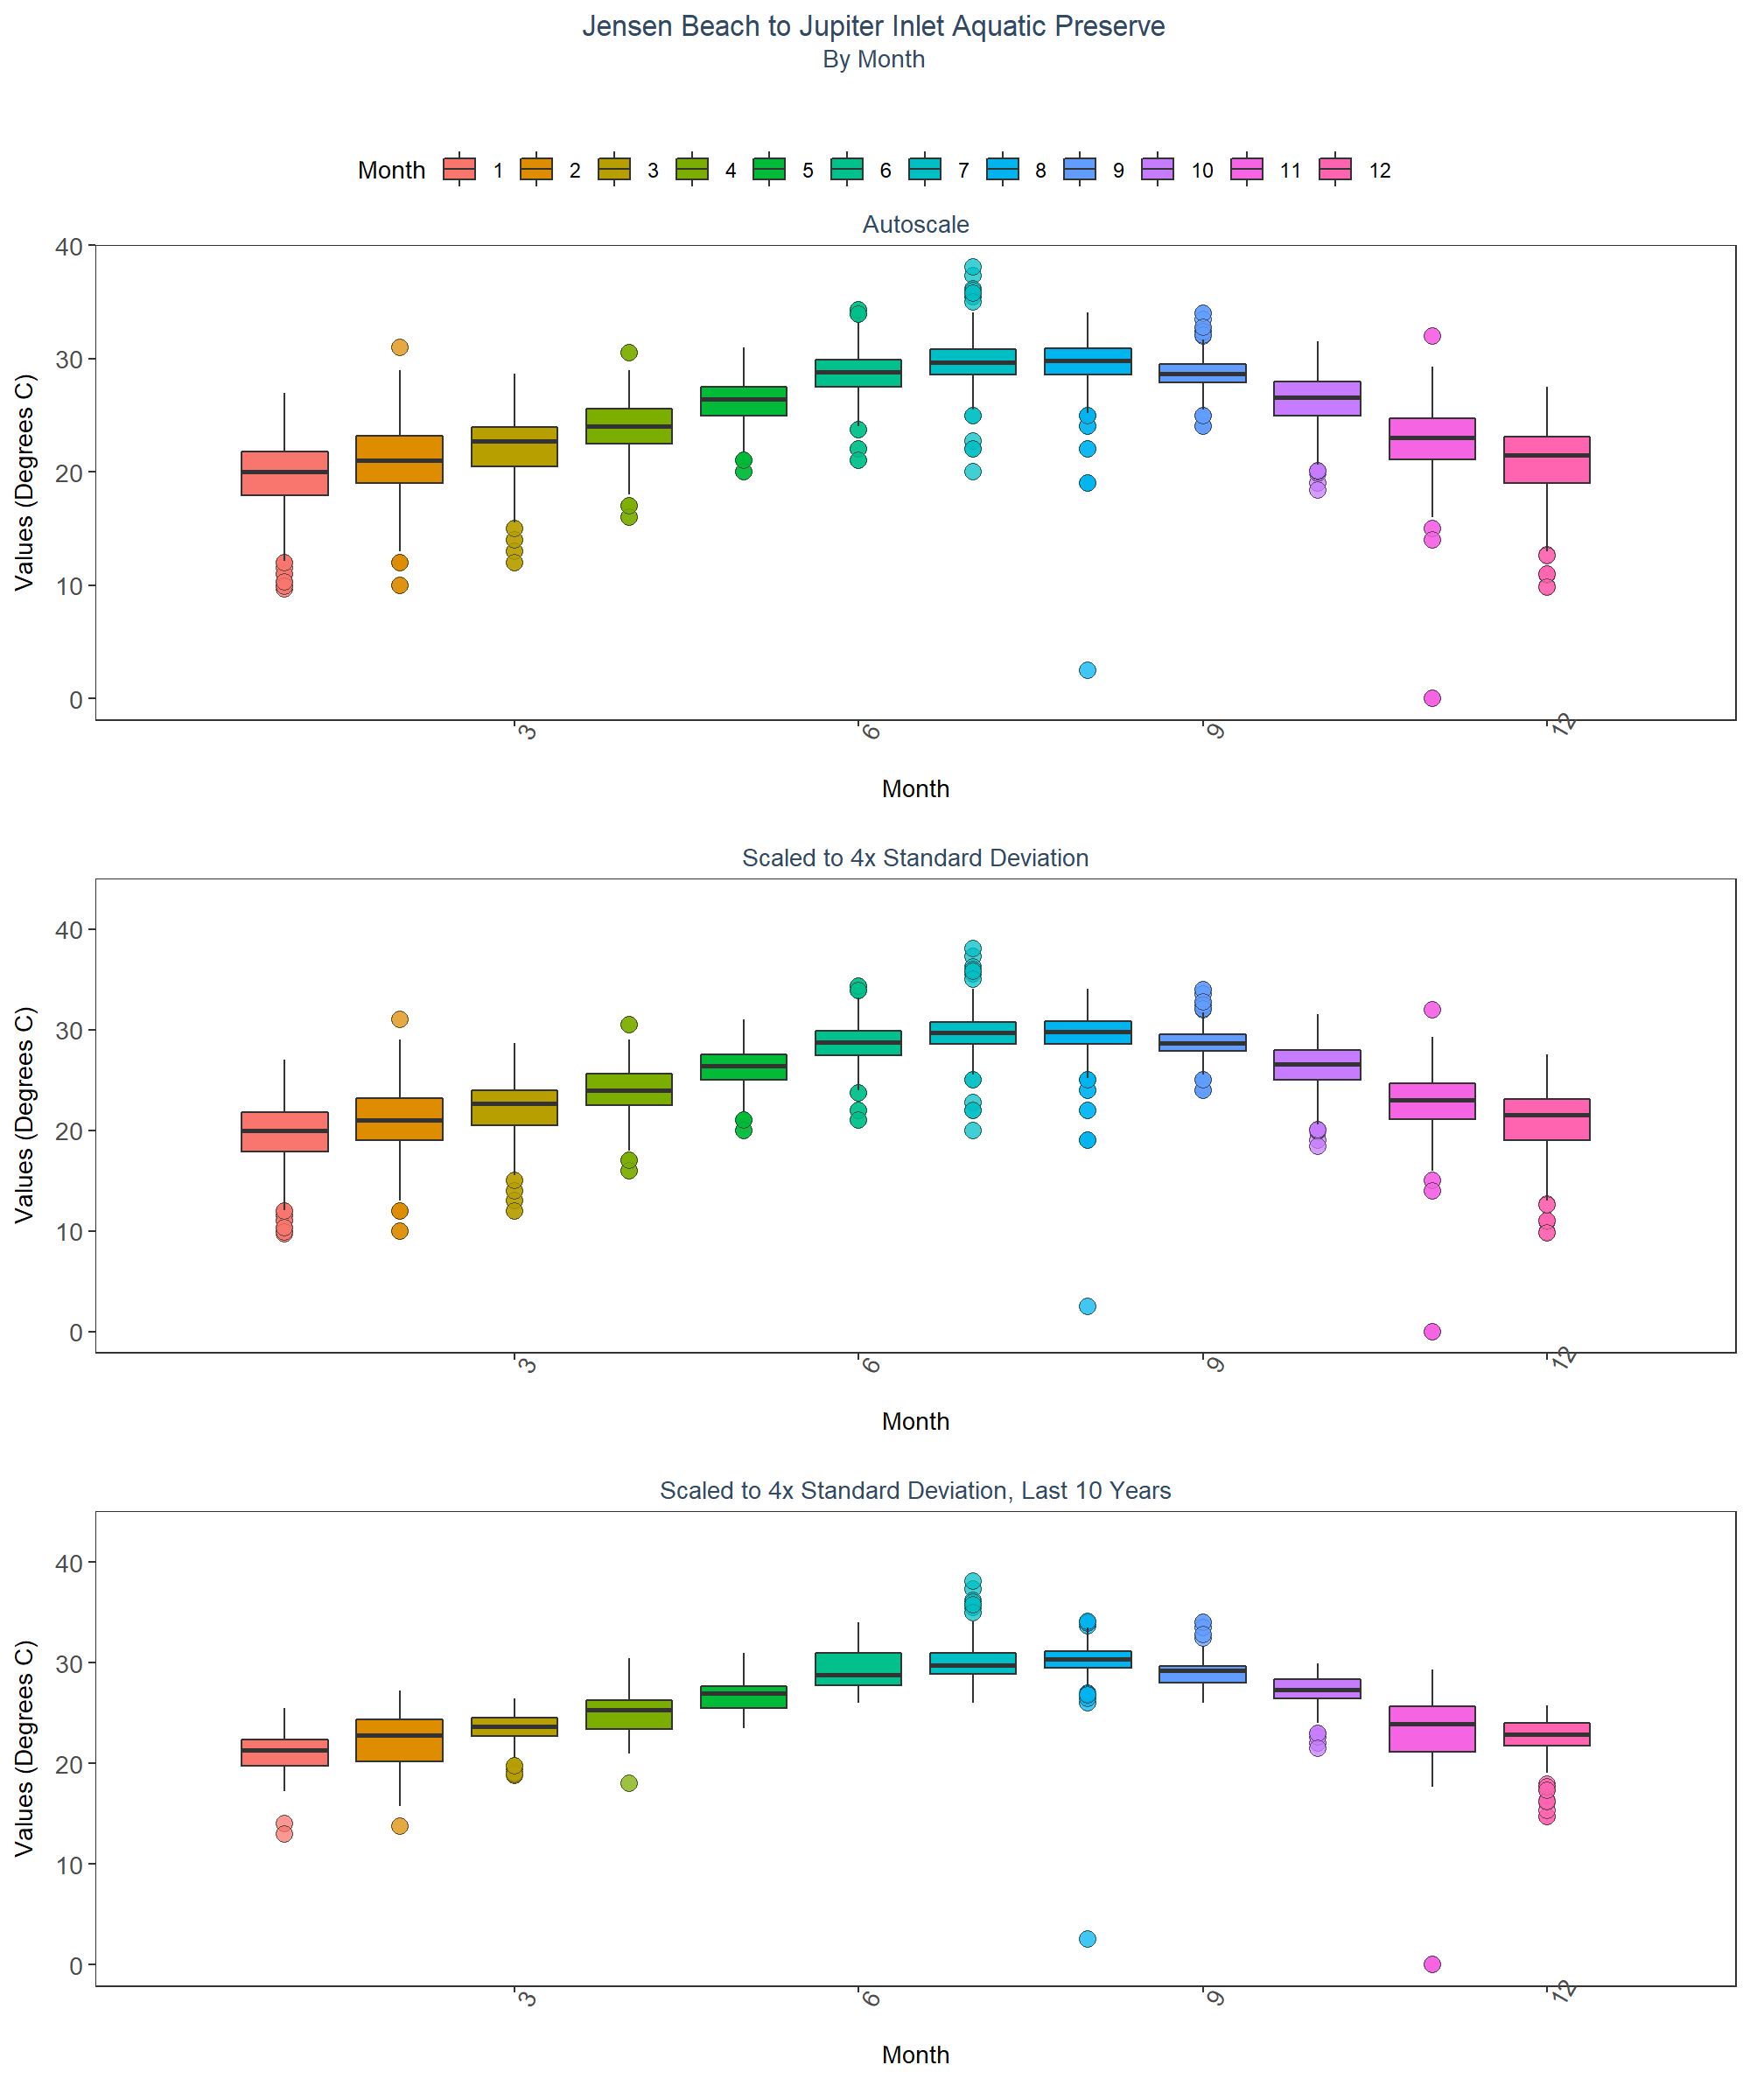 Jensen Beach to Jupiter Inlet Aquatic Preserve
By Month
Month 1 2 3 4 5 6 7 8 9 10 11 12
Autoscale
Values (Degrees C)
40
30
20
10
0
3 6 9 12
Month
Scaled to 4x Standard Deviation
Values (Degrees C)
40
30
20
10
0
3 6 9 12
Month
Scaled to 4x Standard Deviation, Last 10 Years
Values (Degrees C)
40
30
20
10
0
3 6 9 12
Month